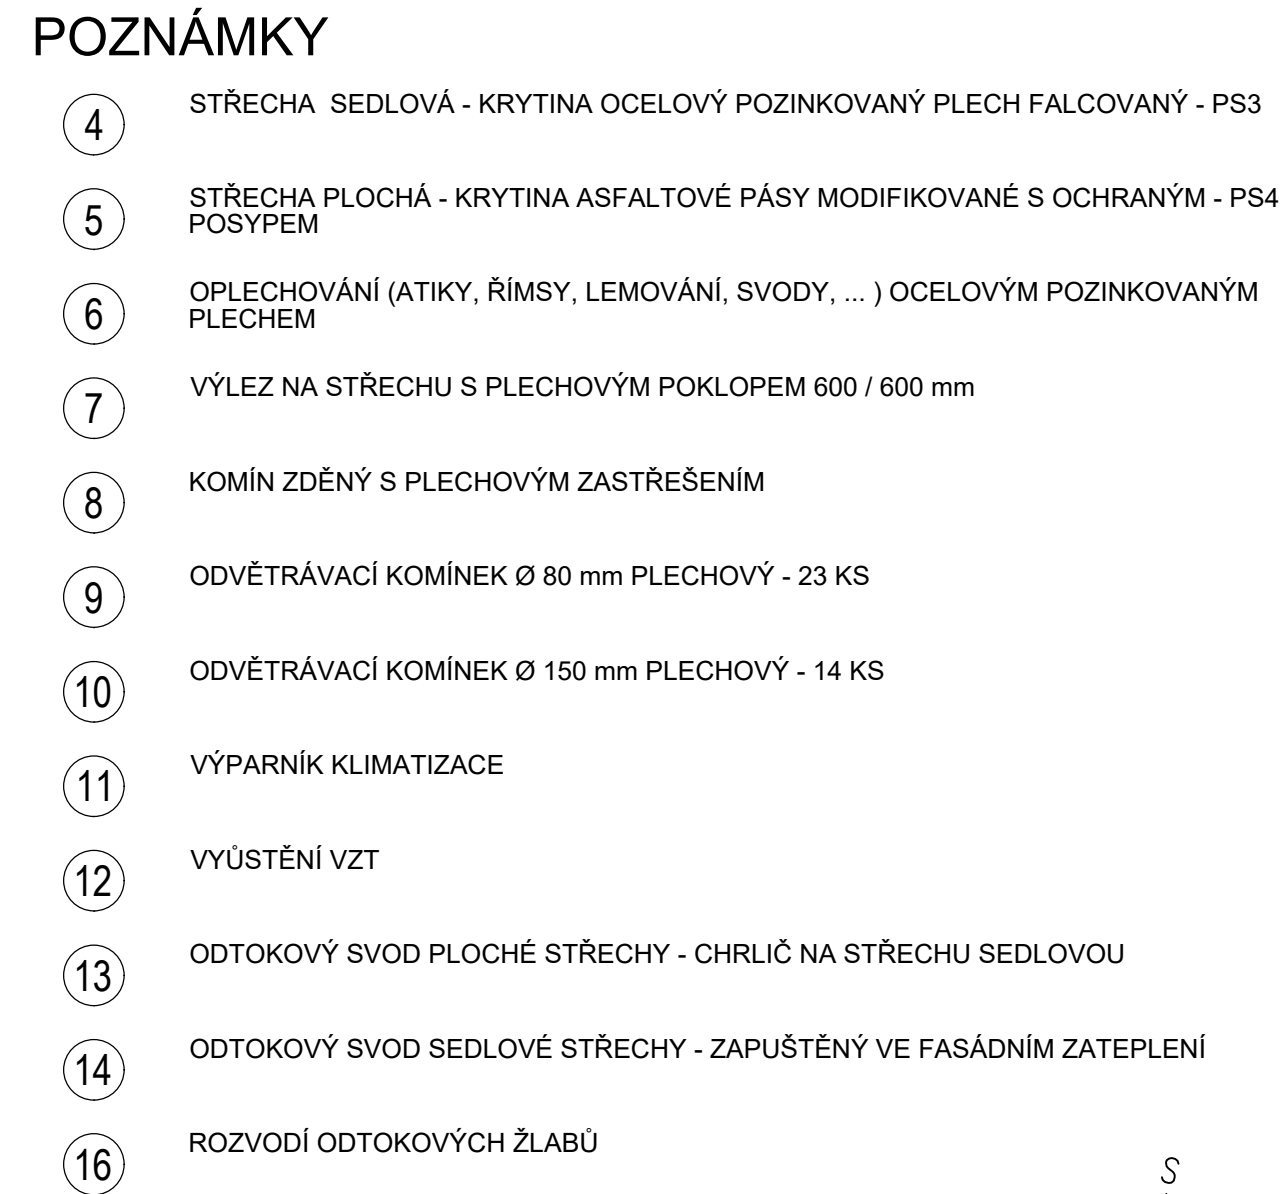 POZNÁMKY
4 STŘECHA SEDLOVÁ - KRYTINA OCELOVÝ POZINKOVANÝ PLECH FALCOVANÝ - PS3
5 STŘECHA PLOCHÁ - KRYTINA ASFALTOVÉ PÁSY MODIFIKOVANÉ S OCHRANÝM - PS4
POSYPEM
6 OPLECHOVÁNÍ (ATIKY, ŘÍMSY, LEMOVÁNÍ, SVODY, ... ) OCELOVÝM POZINKOVANÝM
PLECHEM
7 VÝLEZ NA STŘECHU S PLECHOVÝM POKLOPEM 600 / 600 mm
8 KOMÍN ZDĚNÝ S PLECHOVÝM ZASTŘEŠENÍM
9 ODVĚTRÁVACÍ KOMÍNEK Ø 80 mm PLECHOVÝ - 23 KS
10 ODVĚTRÁVACÍ KOMÍNEK Ø 150 mm PLECHOVÝ - 14 KS
11 VÝPARNÍK KLIMATIZACE
12 VYŮSTĚNÍ VZT
13 ODTOKOVÝ SVOD PLOCHÉ STŘECHY - CHRLIČ NA STŘECHU SEDLOVOU
14 ODTOKOVÝ SVOD SEDLOVÉ STŘECHY - ZAPUŠTĚNÝ VE FASÁDNÍM ZATEPLENÍ
16 ROZVODÍ ODTOKOVÝCH ŽLABŮ
S